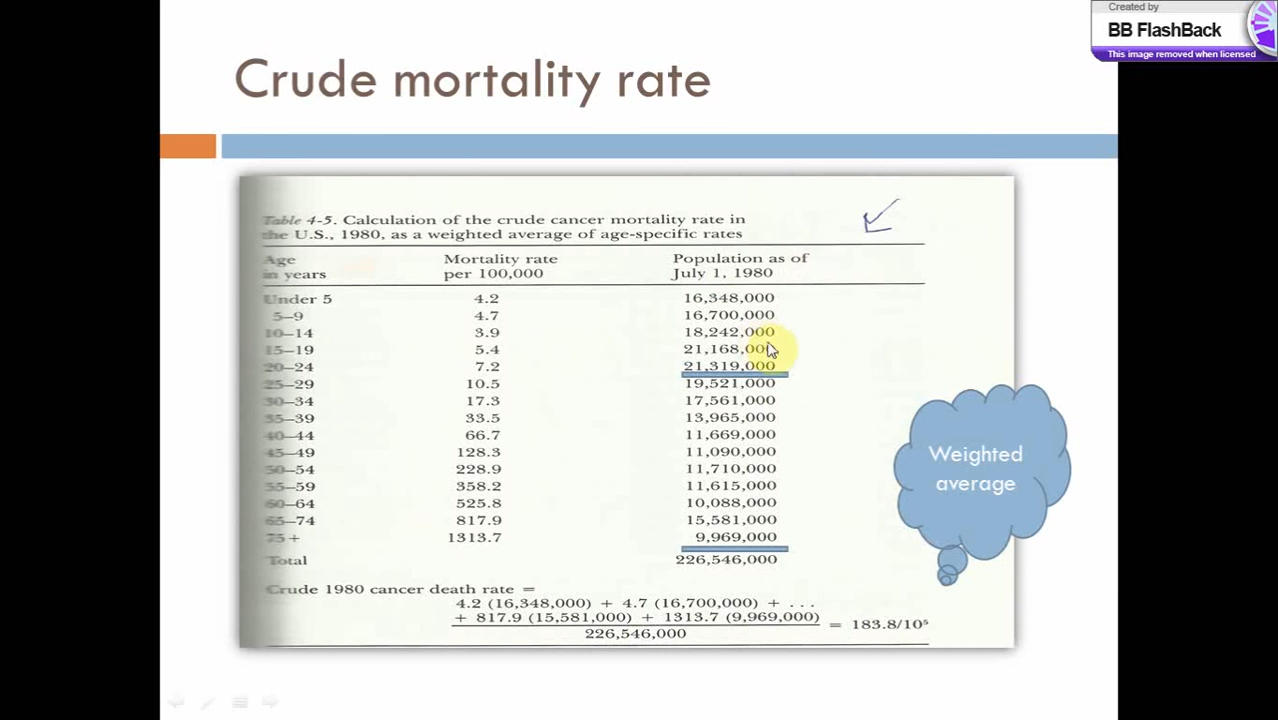 Created by
BB FlashBack
This image removed when licensed
Crude mortality rate
Table 4-5. Calculation of the crude cancer mortality rate in
the U.S., 1980, as a weighted average of age-specific rates
Age in years Mortality rate per 100,000 Population as of July 1, 1980
Under 5 4.2 16,348,000
5–9 4.7 16,700,000
10–14 3.9 18,242,000
15–19 5.4 21,168,000
20–24 7.2 21,319,000
25–29 10.5 19,521,000
30–34 17.3 17,561,000
35–39 33.5 13,965,000
40–44 66.7 11,669,000
45–49 128.3 11,090,000
50–54 228.9 11,710,000
55–59 358.2 11,615,000
60–64 525.8 10,088,000
65–74 817.9 15,581,000
75+ 1313.7 9,969,000
Total 226,546,000
Crude 1980 cancer death rate =
4.2 (16,348,000) + 4.7 (16,700,000) + . . .
+ 817.9 (15,581,000) + 1313.7 (9,969,000)
226,546,000
= 183.8/10⁵
Weighted
average